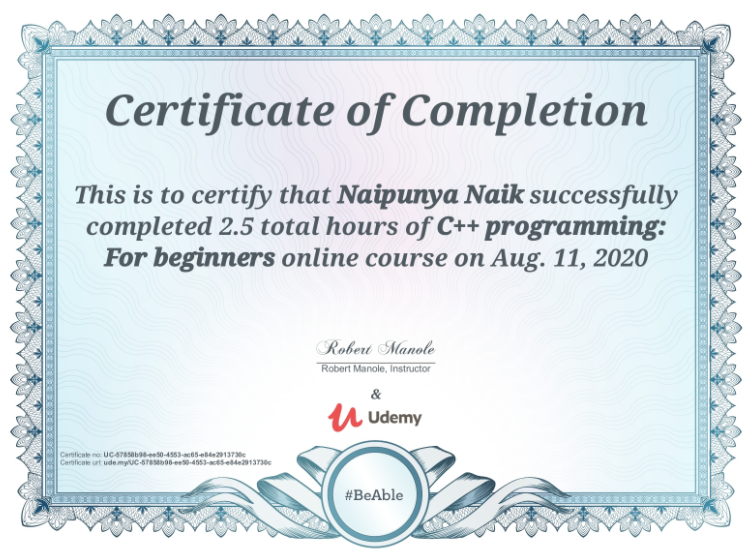 Certificate of Completion
This is to certify that Naipunya Naik successfully
completed 2.5 total hours of C++ programming:
For beginners online course on Aug. 11, 2020
Robert Manole
Robert Manole, Instructor
&
Udemy
Certificate no: UC-57858b98-ee50-4553-ac65-e84e2913730c
Certificate url: ude.my/UC-57858b98-ee50-4553-ac65-e84e2913730c
#BeAble